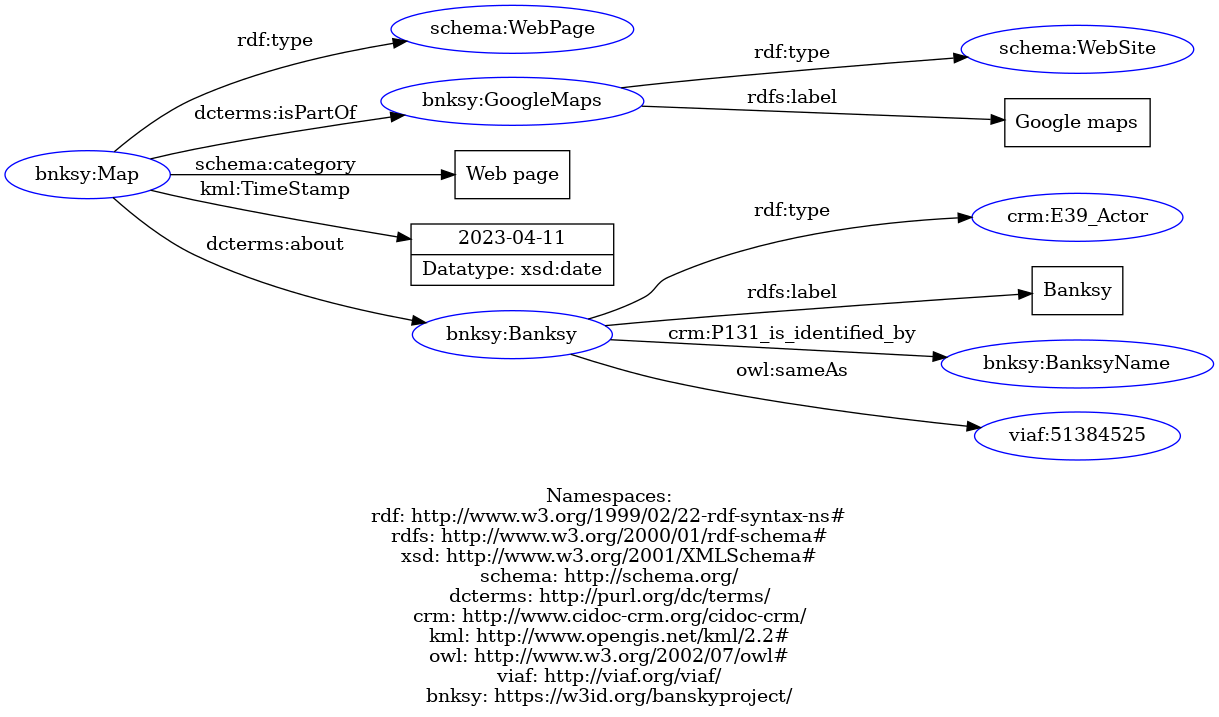 rdf:type
schema:WebPage
dcterms:isPartOf
bnksy:GoogleMaps
rdf:type
schema:WebSite
rdfs:label
Google maps
bnksy:Map
schema:category
Web page
kml:TimeStamp
2023-04-11
Datatype: xsd:date
dcterms:about
bnksy:Banksy
rdf:type
crm:E39_Actor
rdfs:label
Banksy
crm:P131_is_identified_by
bnksy:BanksyName
owl:sameAs
viaf:51384525
Namespaces:
rdf: http://www.w3.org/1999/02/22-rdf-syntax-ns#
rdfs: http://www.w3.org/2000/01/rdf-schema#
xsd: http://www.w3.org/2001/XMLSchema#
schema: http://schema.org/
dcterms: http://purl.org/dc/terms/
crm: http://www.cidoc-crm.org/cidoc-crm/
kml: http://www.opengis.net/kml/2.2#
owl: http://www.w3.org/2002/07/owl#
viaf: http://viaf.org/viaf/
bnksy: https://w3id.org/banskyproject/